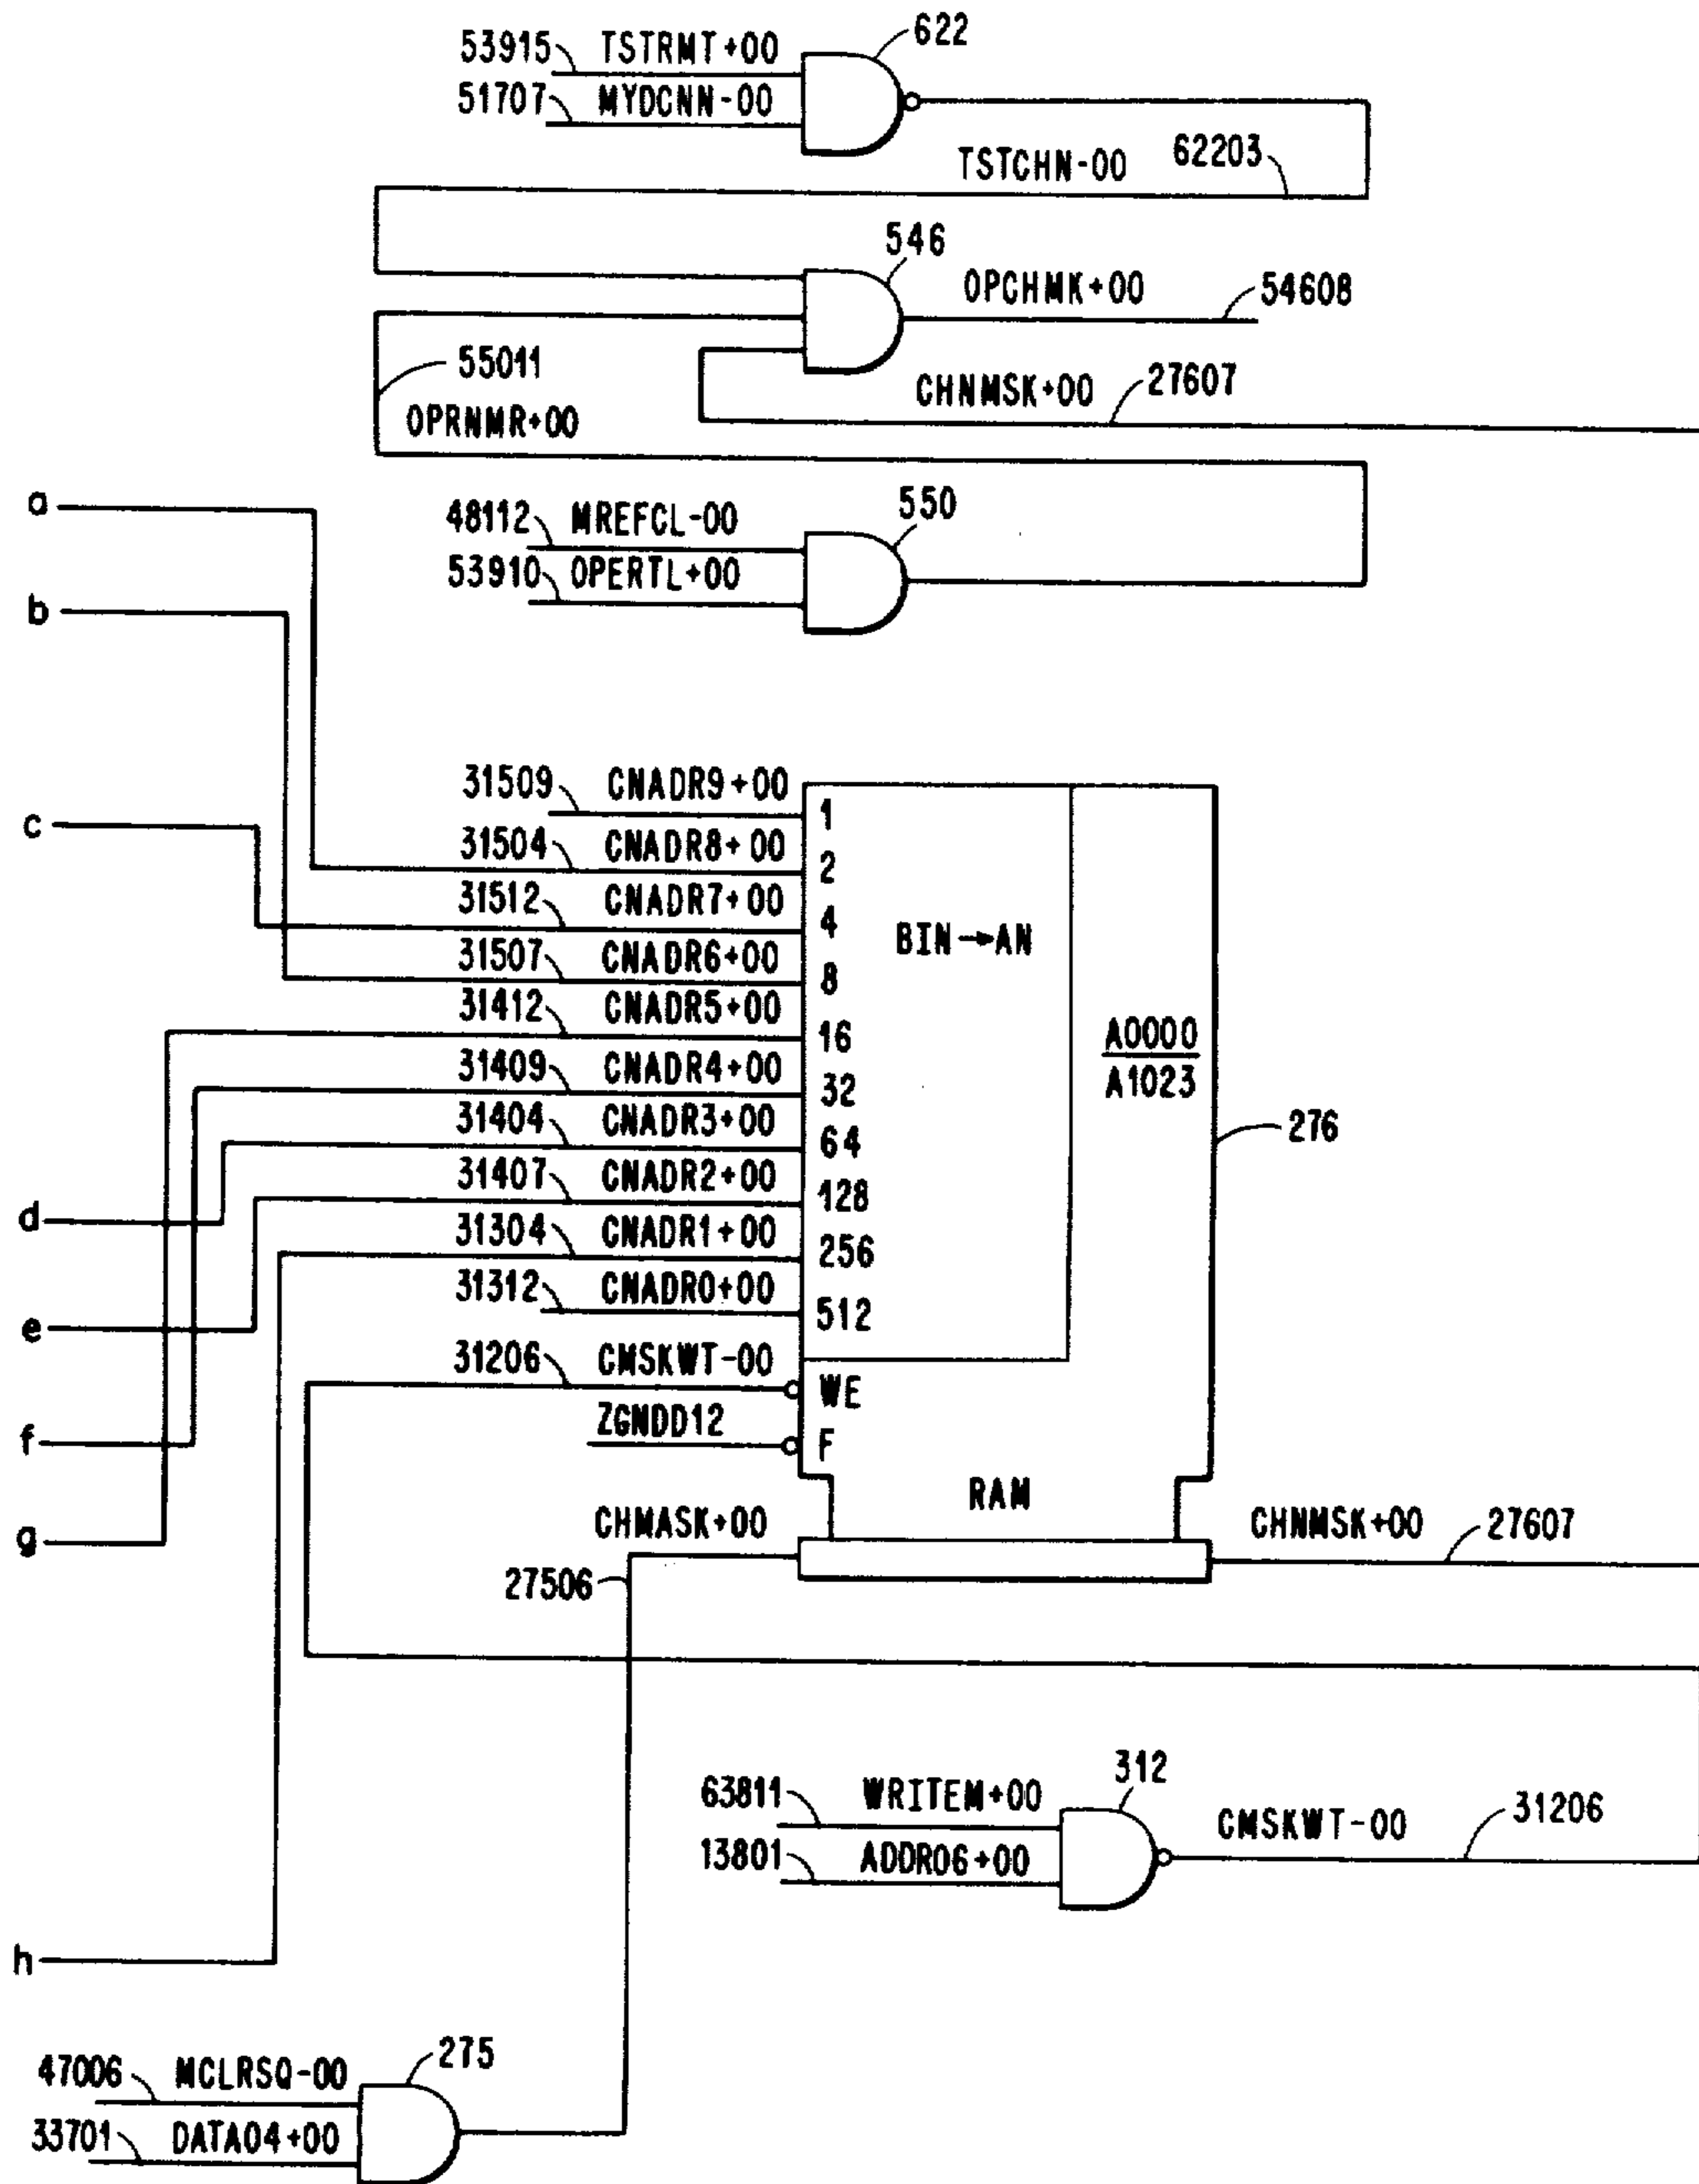 622
53915 TSTRMT+00
51707 MYDCNN-00
TSTCHN-00 62203
546
OPCHMK+00 54608
55011
OPRNMR+00
CHNMSK+00 27607
a
48112 MREFCL-00
550
53910 OPERTL+00
b
31509 CNADR9+00 1
c
31504 CNADR8+00 2
31512 CNADR7+00 4
BIN→AN
31507 CNADR6+00 8
31412 CNADR5+00 16
A0000
A1023
31409 CNADR4+00 32
31404 CNADR3+00 64
276
31407 CNADR2+00 128
d
31304 CNADR1+00 256
31312 CNADR0+00 512
e
31206 CMSKWT-00 WE
ZGNDD12 F
f
RAM
g
CHMASK+00
CHNMSK+00 27607
27506
312
63811 WRITEM+00
CMSKWT-00 31206
13801 ADDR06+00
h
275
47006 MCLRSQ-00
33701 DATA04+00